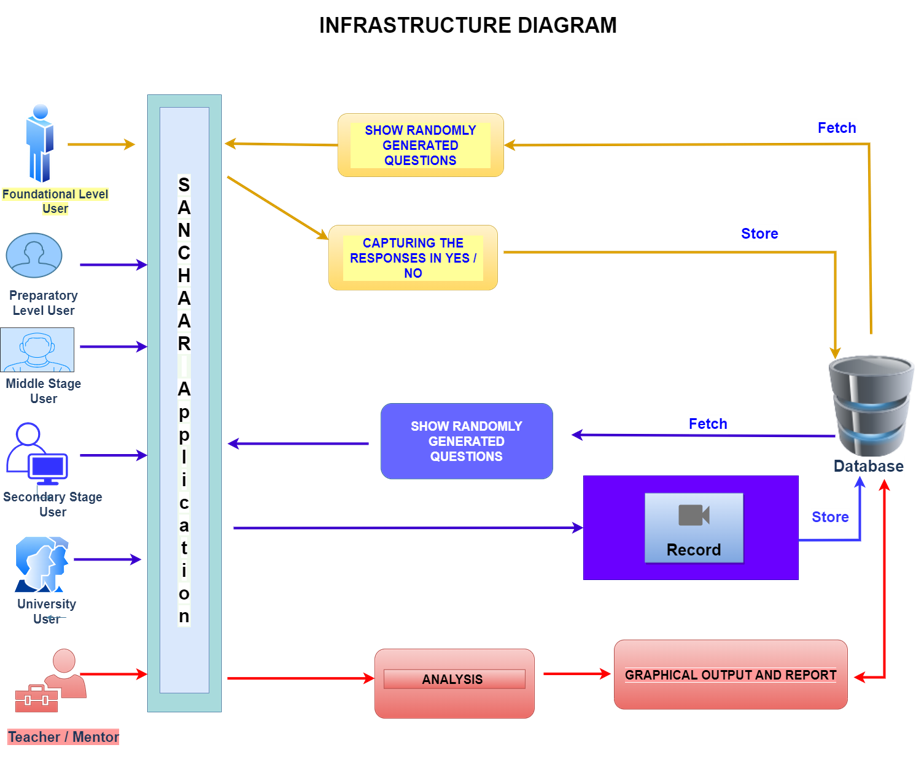 INFRASTRUCTURE DIAGRAM
Foundational Level
User
Preparatory
Level User
Middle Stage
User
Secondary Stage
User
University
User
Teacher / Mentor
SANCHAAR Application
SHOW RANDOMLY
GENERATED
QUESTIONS
Fetch
CAPTURING THE
RESPONSES IN YES /
NO
Store
SHOW RANDOMLY
GENERATED
QUESTIONS
Fetch
Database
Record
Store
ANALYSIS
GRAPHICAL OUTPUT AND REPORT